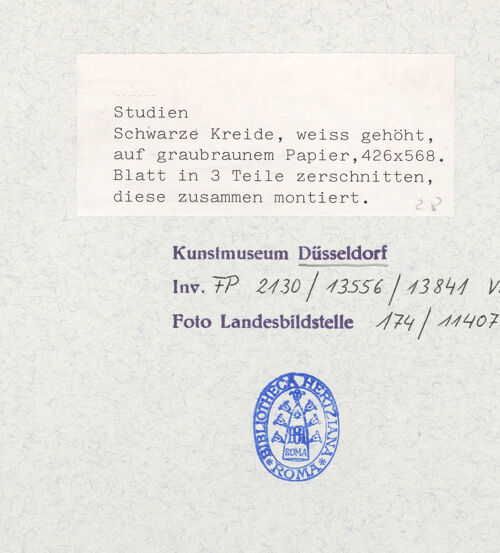 Studien
Schwarze Kreide, weiss gehöht,
auf graubraunem Papier,426x568.
Blatt in 3 Teile zerschnitten,
diese zusammen montiert.
Kunstmuseum Düsseldorf
Inv. FP 2130/13556/13841
Foto Landesbildstelle 174/11407
BIBLIOTHECA HERTZIANA
ROMA
ROMA